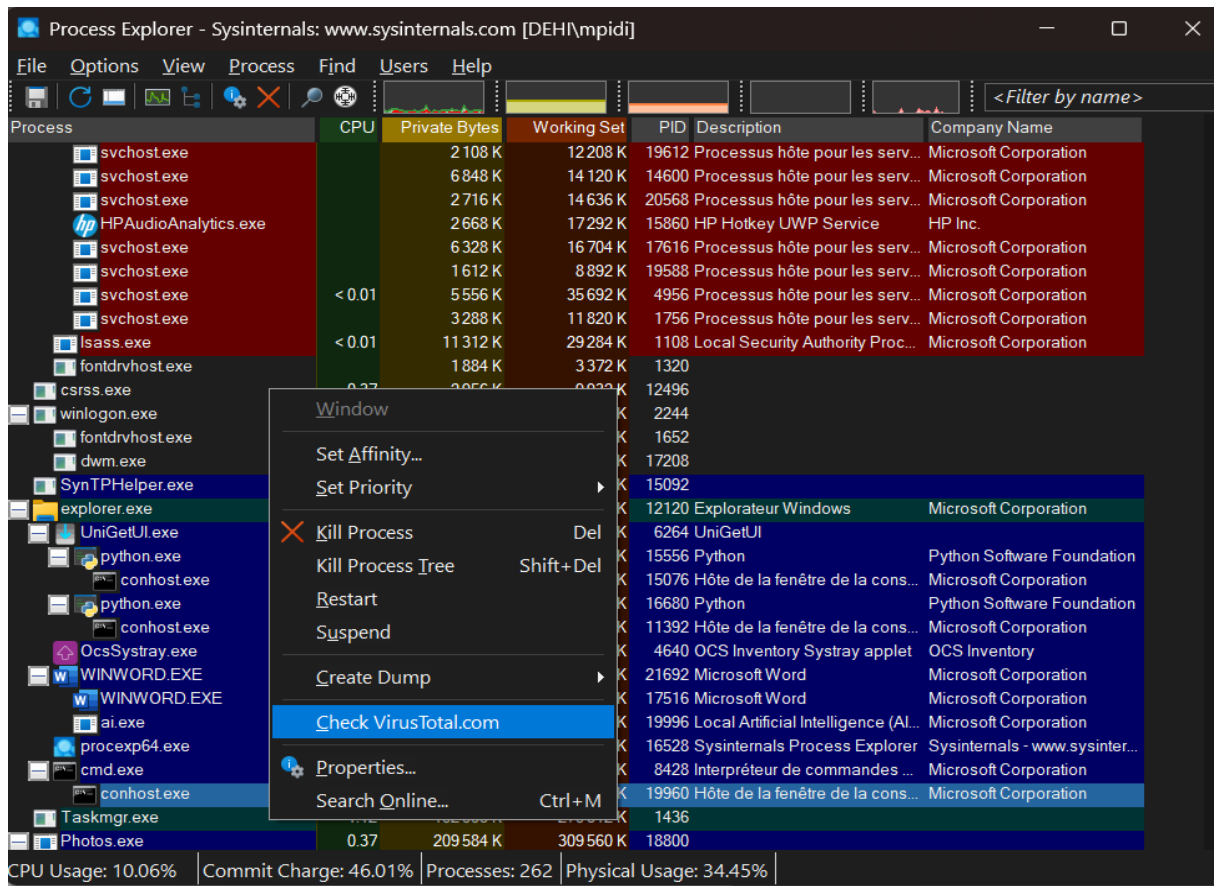 Process Explorer - Sysinternals: www.sysinternals.com [DEHI\mpidi]
File Options View Process Find Users Help
<Filter by name>
Process CPU Private Bytes Working Set PID Description Company Name
svchost.exe 2 108 K 12 208 K 19612 Processus hôte pour les serv... Microsoft Corporation
svchost.exe 6 848 K 14 120 K 14600 Processus hôte pour les serv... Microsoft Corporation
svchost.exe 2 716 K 14 636 K 20568 Processus hôte pour les serv... Microsoft Corporation
hp HPAudioAnalytics.exe 2 668 K 17 292 K 15860 HP Hotkey UWP Service HP Inc.
svchost.exe 6 328 K 16 704 K 17616 Processus hôte pour les serv... Microsoft Corporation
svchost.exe 1 612 K 8 892 K 19588 Processus hôte pour les serv... Microsoft Corporation
svchost.exe < 0.01 5 556 K 35 692 K 4956 Processus hôte pour les serv... Microsoft Corporation
svchost.exe 3 288 K 11 820 K 1756 Processus hôte pour les serv... Microsoft Corporation
lsass.exe < 0.01 11 312 K 29 284 K 1108 Local Security Authority Proc... Microsoft Corporation
fontdrvhost.exe 1 884 K 3 372 K 1320
csrss.exe K 12496
winlogon.exe Window K 2244
fontdrvhost.exe K 1652
dwm.exe Set Affinity... K 17208
SynTPHelper.exe Set Priority K 15092
explorer.exe K 12120 Explorateur Windows Microsoft Corporation
UniGetUI.exe Kill Process Del K 6264 UniGetUI
python.exe Kill Process Tree Shift+Del K 15556 Python Python Software Foundation
conhost.exe K 15076 Hôte de la fenêtre de la cons... Microsoft Corporation
python.exe Restart K 16680 Python Python Software Foundation
conhost.exe Suspend K 11392 Hôte de la fenêtre de la cons... Microsoft Corporation
OcsSystray.exe K 4640 OCS Inventory Systray applet OCS Inventory
WINWORD.EXE Create Dump K 21692 Microsoft Word Microsoft Corporation
WINWORD.EXE K 17516 Microsoft Word Microsoft Corporation
ai.exe Check VirusTotal.com K 19996 Local Artificial Intelligence (AI... Microsoft Corporation
procexp64.exe K 16528 Sysinternals Process Explorer Sysinternals - www.sysinter...
cmd.exe Properties... K 8428 Interpréteur de commandes ... Microsoft Corporation
conhost.exe Search Online... Ctrl+M K 19960 Hôte de la fenêtre de la cons... Microsoft Corporation
Taskmgr.exe 1436
Photos.exe 0.37 209 584 K 309 560 K 18800
CPU Usage: 10.06% Commit Charge: 46.01% Processes: 262 Physical Usage: 34.45%